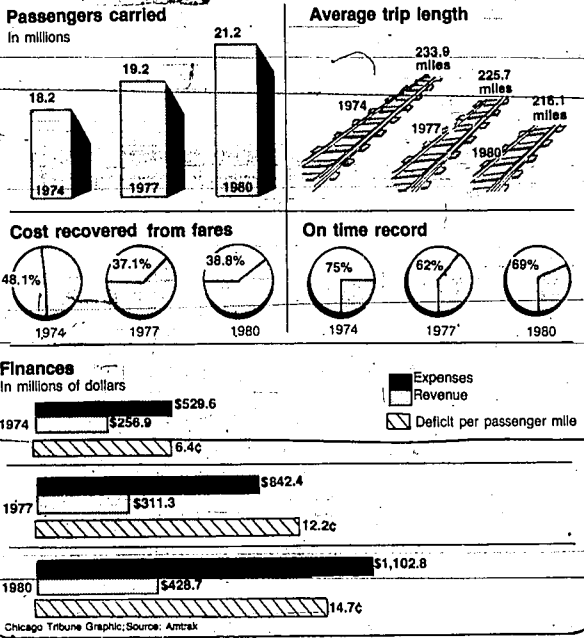 Passengers carried
In millions
18.2
19.2
21.2
1974
1977
1980
Average trip length
233.9
miles
225.7
miles
216.1
miles
1974
1977
1980
Cost recovered from fares
48.1%
37.1%
38.8%
1974
1977
1980
On time record
75%
62%
69%
1974
1977
1980
Finances
In millions of dollars
Expenses
Revenue
Deficit per passenger mile
1974
$529.6
$256.9
6.4¢
1977
$842.4
$311.3
12.2¢
1980
$1,102.8
$428.7
14.7¢
Chicago Tribune Graphic; Source: Amtrak